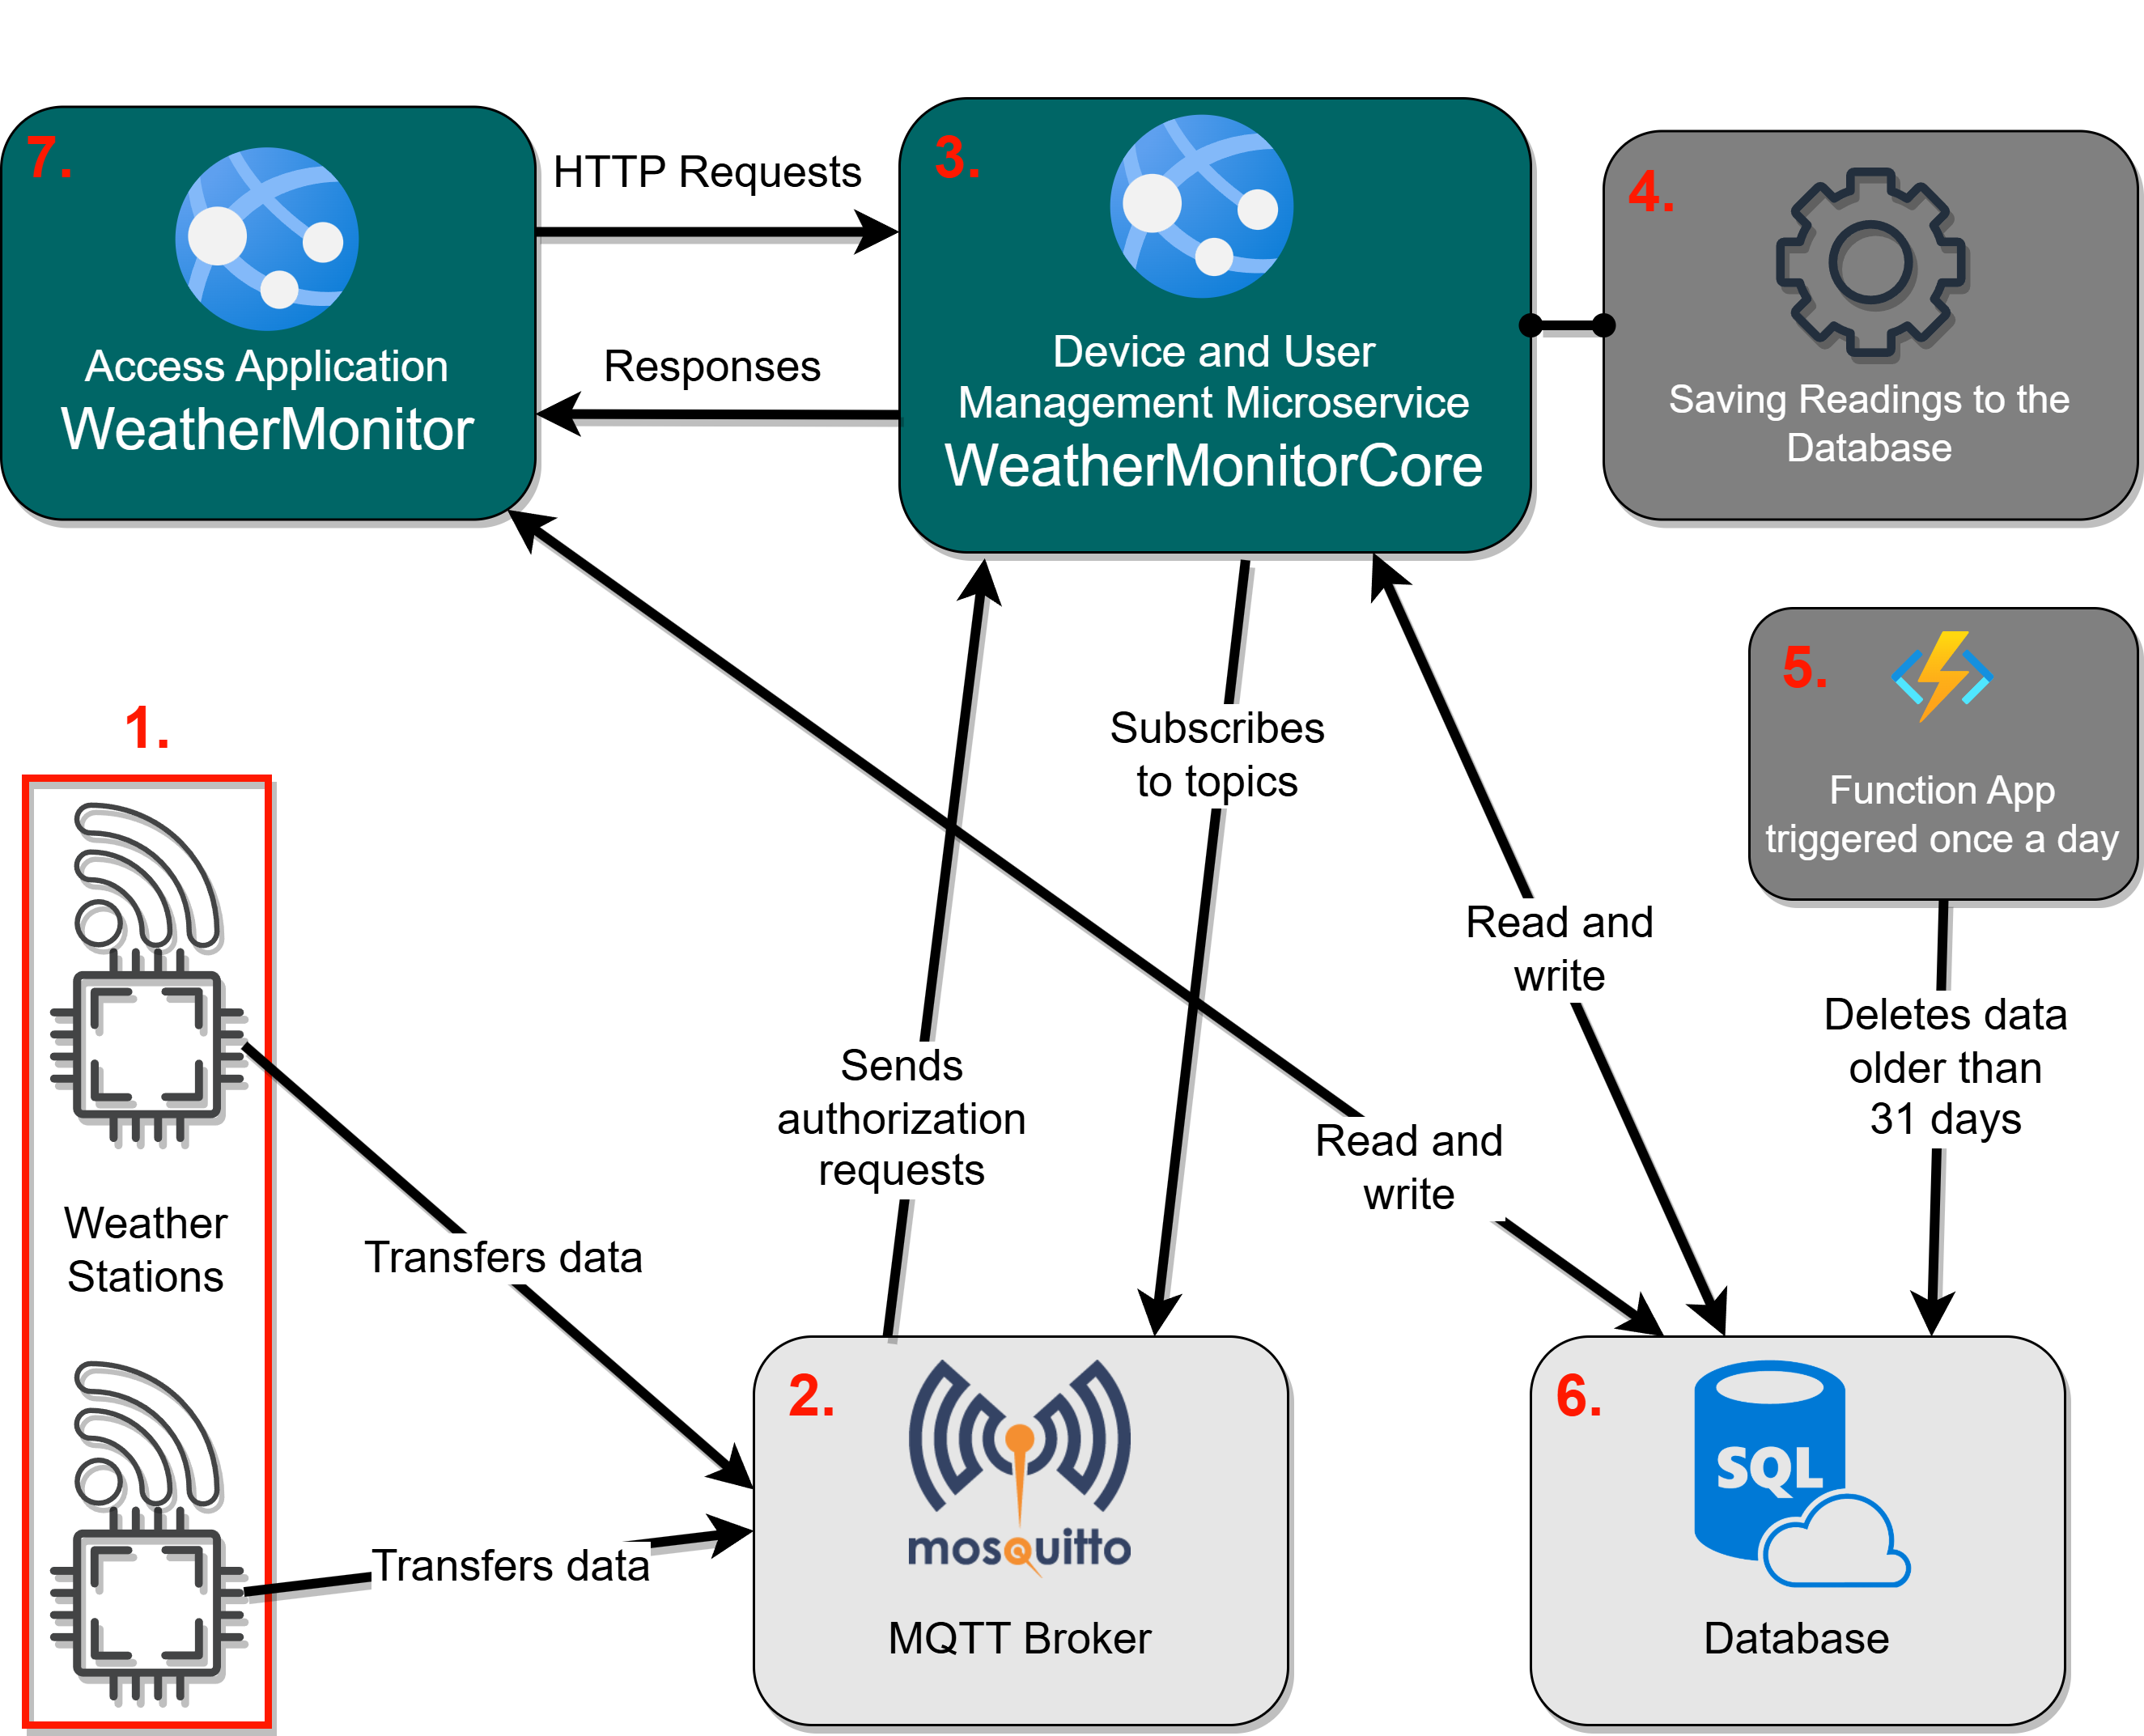 7.
Access Application
WeatherMonitor
HTTP Requests
Responses
3.
Device and User
Management Microservice
WeatherMonitorCore
4.
Saving Readings to the
Database
5.
Function App
triggered once a day
1.
Weather
Stations
Transfers data
Transfers data
Sends
authorization
requests
Subscribes
to topics
Read and
write
Read and
write
Deletes data
older than
31 days
2.
mosquitto
MQTT Broker
6.
SQL
Database